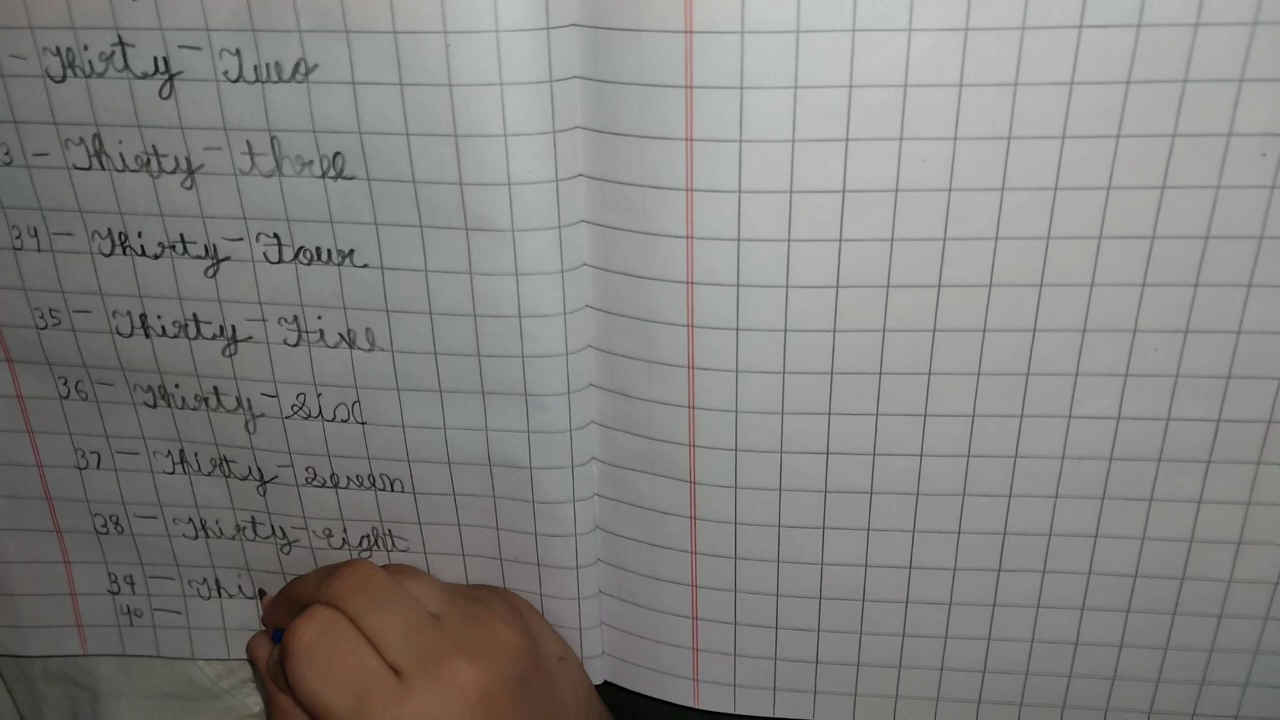 - Thirty - Two
3 - Thirty - three
34 - Thirty - Four
35 - Thirty - Five
36 - Thirty - six
37 - Thirty - seven
38 - Thirty - eight
39 - Thi
40 -